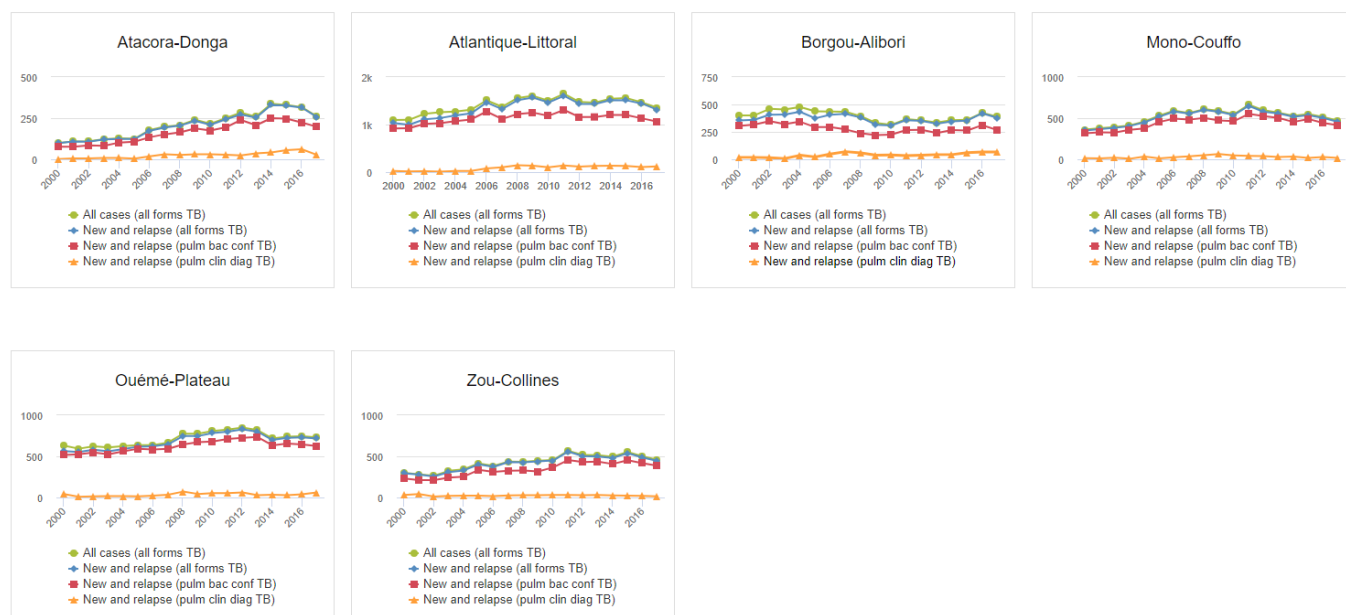 Atacora-Donga
500
250
0
2000
2002
2004
2006
2008
2010
2012
2014
2016
All cases (all forms TB)
New and relapse (all forms TB)
New and relapse (pulm bac conf TB)
New and relapse (pulm clin diag TB)
Atlantique-Littoral
2k
1k
0
2000
2002
2004
2006
2008
2010
2012
2014
2016
All cases (all forms TB)
New and relapse (all forms TB)
New and relapse (pulm bac conf TB)
New and relapse (pulm clin diag TB)
Borgou-Alibori
750
500
250
0
2000
2002
2004
2006
2008
2010
2012
2014
2016
All cases (all forms TB)
New and relapse (all forms TB)
New and relapse (pulm bac conf TB)
New and relapse (pulm clin diag TB)
Mono-Couffo
1000
500
0
2000
2002
2004
2006
2008
2010
2012
2014
2016
All cases (all forms TB)
New and relapse (all forms TB)
New and relapse (pulm bac conf TB)
New and relapse (pulm clin diag TB)
Ouémé-Plateau
1000
500
0
2000
2002
2004
2006
2008
2010
2012
2014
2016
All cases (all forms TB)
New and relapse (all forms TB)
New and relapse (pulm bac conf TB)
New and relapse (pulm clin diag TB)
Zou-Collines
1000
500
0
2000
2002
2004
2006
2008
2010
2012
2014
2016
All cases (all forms TB)
New and relapse (all forms TB)
New and relapse (pulm bac conf TB)
New and relapse (pulm clin diag TB)